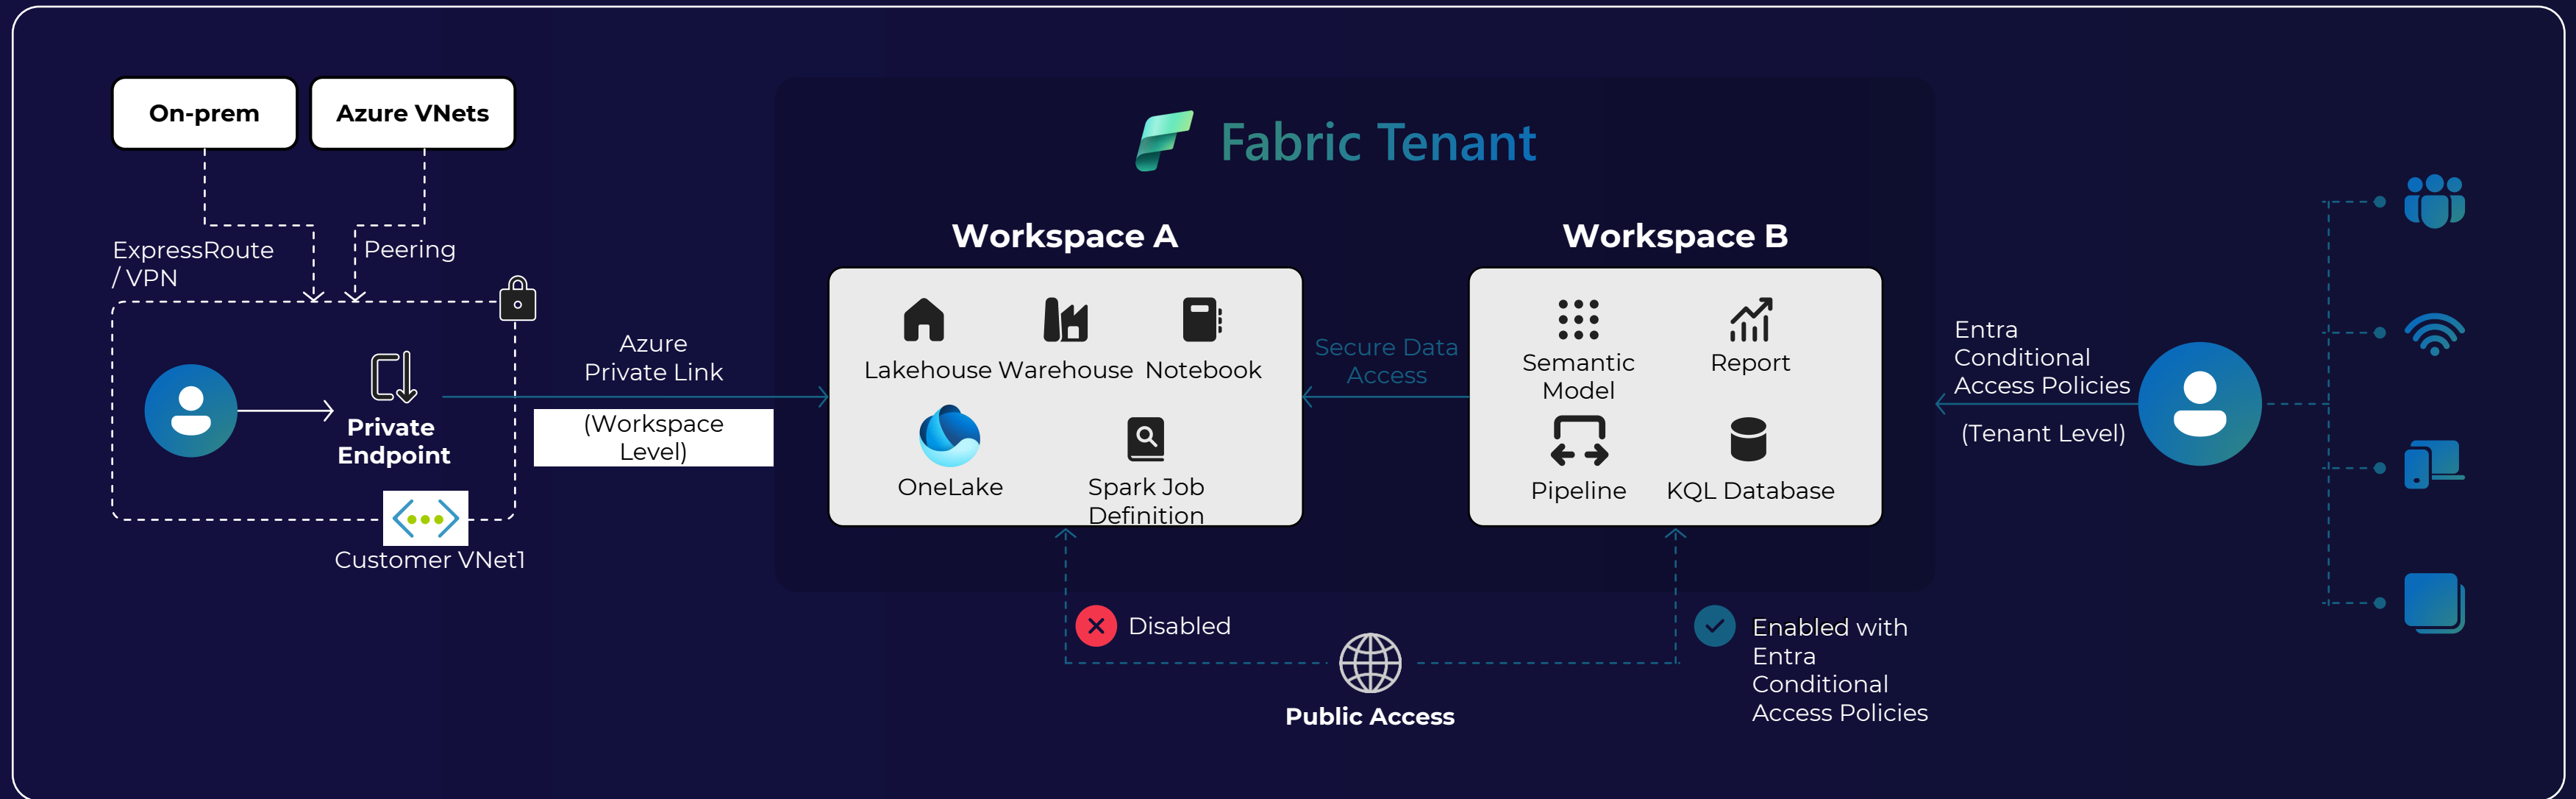 On-prem
Azure VNets
Fabric Tenant
ExpressRoute
/ VPN
Peering
Workspace A
Workspace B
Azure
Private Link
(Workspace
Level)
Private
Endpoint
Customer VNet1
Lakehouse
Warehouse
Notebook
OneLake
Spark Job
Definition
Secure Data
Access
Semantic
Model
Report
Pipeline
KQL Database
Entra
Conditional
Access Policies
(Tenant Level)
Disabled
Public Access
Enabled with
Entra
Conditional
Access Policies